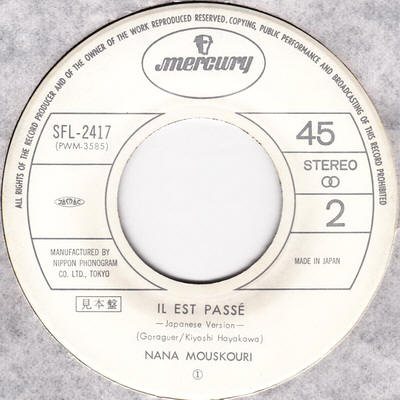 ALL RIGHTS OF THE RECORD PRODUCER AND OF THE OWNER OF THE WORK REPRODUCED RESERVED. COPYING, PUBLIC PERFORMANCE AND BROADCASTING OF THIS RECORD PROHIBITED
mercury
SFL-2417
(PWM-3585)
45
STEREO
2
JASRAC
MANUFACTURED BY
NIPPON PHONOGRAM
CO. LTD., TOKYO
MADE IN JAPAN
見本盤
IL EST PASSÉ
—Japanese Version—
(Goraguer/Kiyoshi Hayakawa)
NANA MOUSKOURI
①